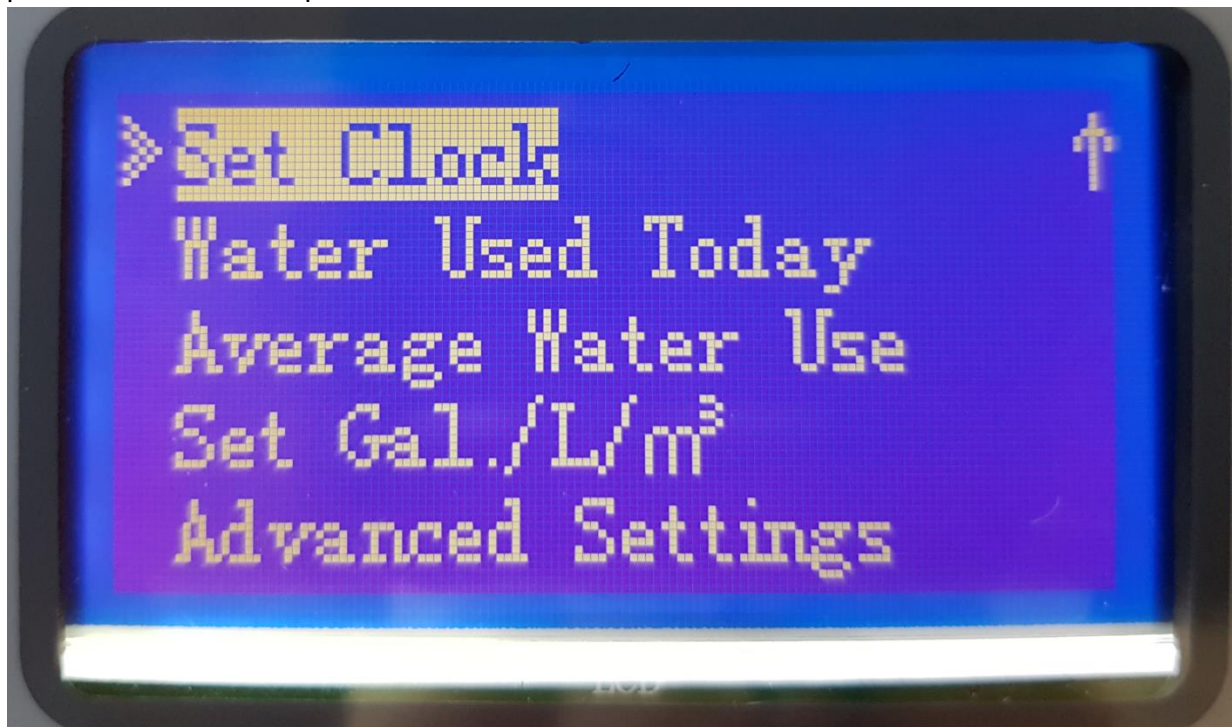 Set Clock
Water Used Today
Average Water Use
Set Gal./L/m³
Advanced Settings